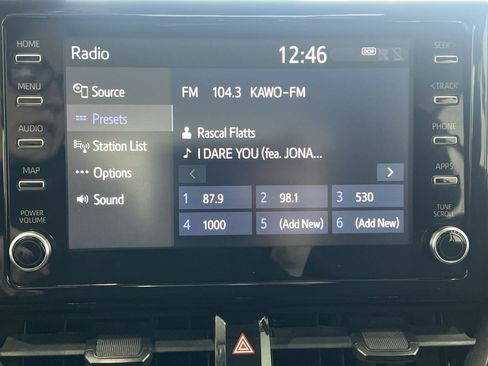 HOME
MENU
AUDIO
MAP
POWER
VOLUME
Radio
12:46
DCM
Source
Presets
Station List
Options
Sound
FM 104.3 KAWO-FM
Rascal Flatts
I DARE YOU (feat. JONA...
<
>
1 87.9
2 98.1
3 530
4 1000
5 (Add New)
6 (Add New)
SEEK>
<TRACK
PHONE
APPS
TUNE
SCROLL